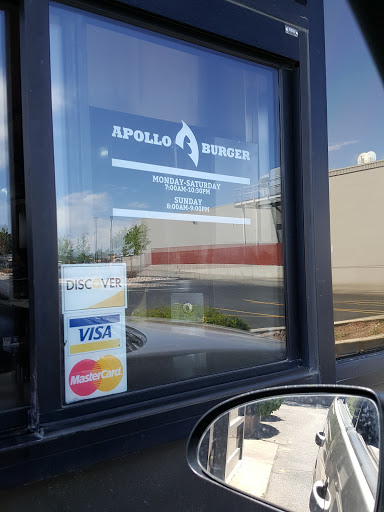 APOLLO BURGER
MONDAY-SATURDAY
7:00AM-10:30PM
SUNDAY
8:00AM-9:00PM
DISCOVER
VISA
MasterCard